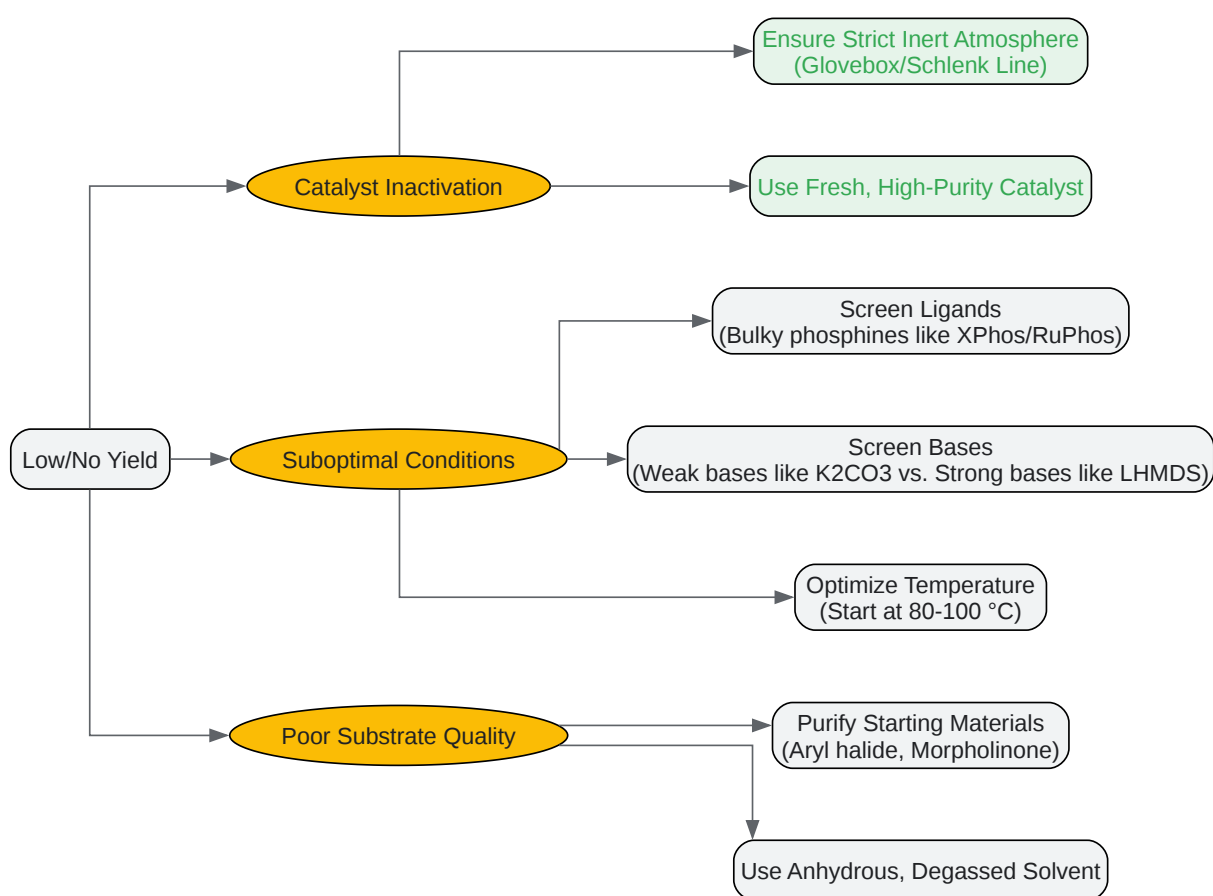 Ensure Strict Inert Atmosphere
(Glovebox/Schlenk Line)
Catalyst Inactivation
Use Fresh, High-Purity Catalyst
Screen Ligands
(Bulky phosphines like XPhos/RuPhos)
Low/No Yield
Suboptimal Conditions
Screen Bases
(Weak bases like K2CO3 vs. Strong bases like LHMDS)
Optimize Temperature
(Start at 80-100 °C)
Poor Substrate Quality
Purify Starting Materials
(Aryl halide, Morpholinone)
Use Anhydrous, Degassed Solvent